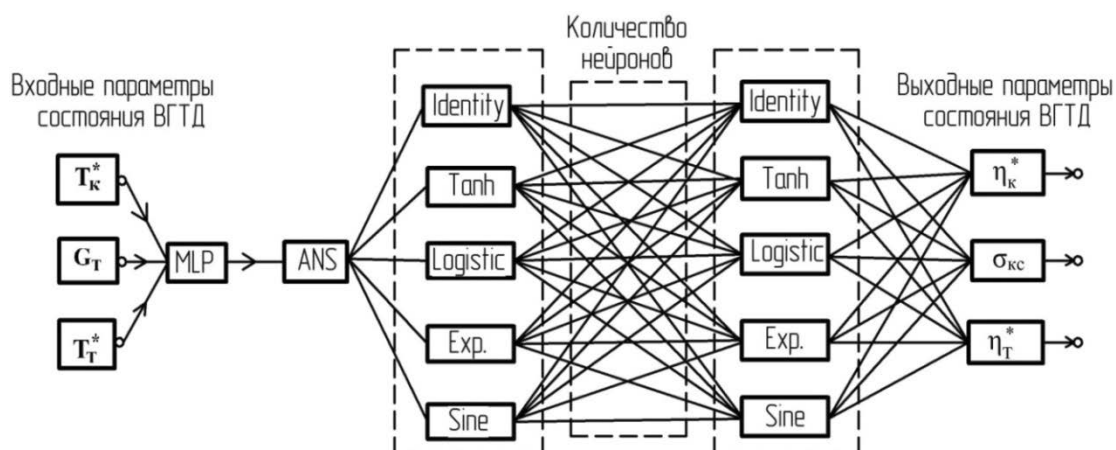 Количество
нейронов
Входные параметры
состояния ВГТД
Выходные параметры
состояния ВГТД
T*к
Gт
T*т
MLP
ANS
Identity
Tanh
Logistic
Exp.
Sine
Identity
Tanh
Logistic
Exp.
Sine
η*к
σкс
η*т